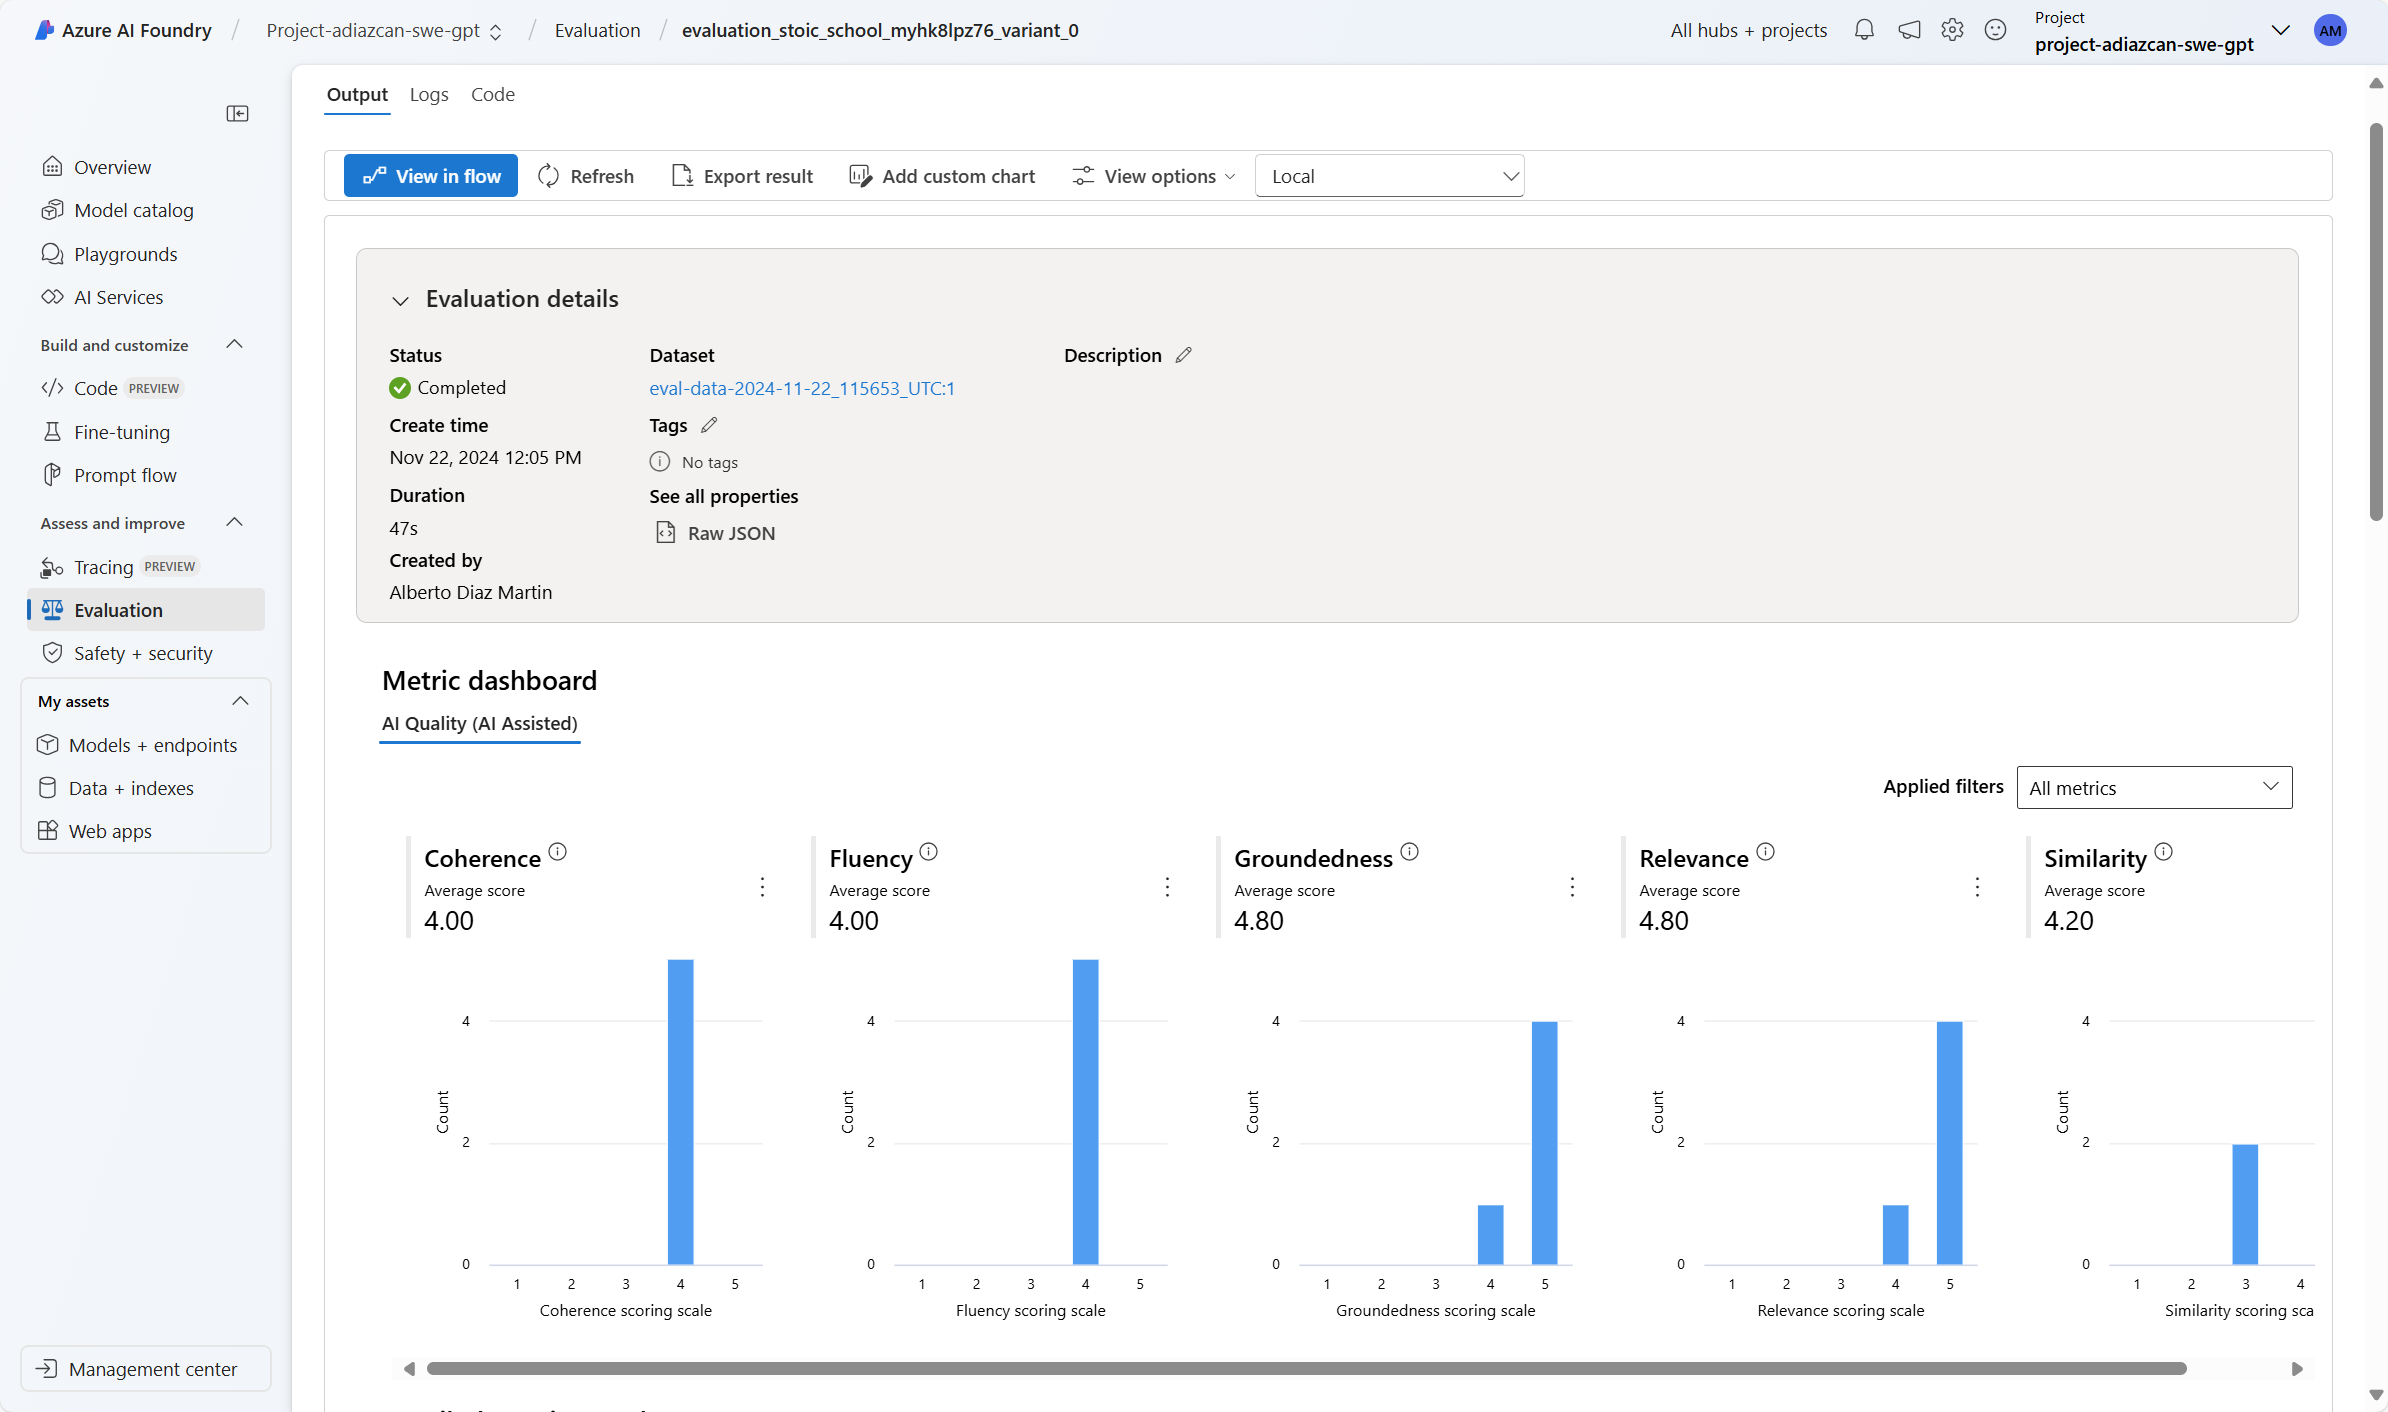 Azure AI Foundry / Project-adiazcan-swe-gpt / Evaluation / evaluation_stoic_school_myhk8lpz76_variant_0
All hubs + projects
Project
project-adiazcan-swe-gpt
AM
Overview
Model catalog
Playgrounds
AI Services
Build and customize
Code PREVIEW
Fine-tuning
Prompt flow
Assess and improve
Tracing PREVIEW
Evaluation
Safety + security
My assets
Models + endpoints
Data + indexes
Web apps
Management center
Output Logs Code
View in flow Refresh Export result Add custom chart View options Local
Evaluation details
Status
Completed
Create time
Nov 22, 2024 12:05 PM
Duration
47s
Created by
Alberto Diaz Martin
Dataset
eval-data-2024-11-22_115653_UTC:1
Tags
No tags
See all properties
Raw JSON
Description
Metric dashboard
AI Quality (AI Assisted)
Applied filters All metrics
Coherence
Average score
4.00
Count
4
2
0
1 2 3 4 5
Coherence scoring scale
Fluency
Average score
4.00
Count
4
2
0
1 2 3 4 5
Fluency scoring scale
Groundedness
Average score
4.80
Count
4
2
0
1 2 3 4 5
Groundedness scoring scale
Relevance
Average score
4.80
Count
4
2
0
1 2 3 4 5
Relevance scoring scale
Similarity
Average score
4.20
Count
4
2
0
1 2 3 4
Similarity scoring sca